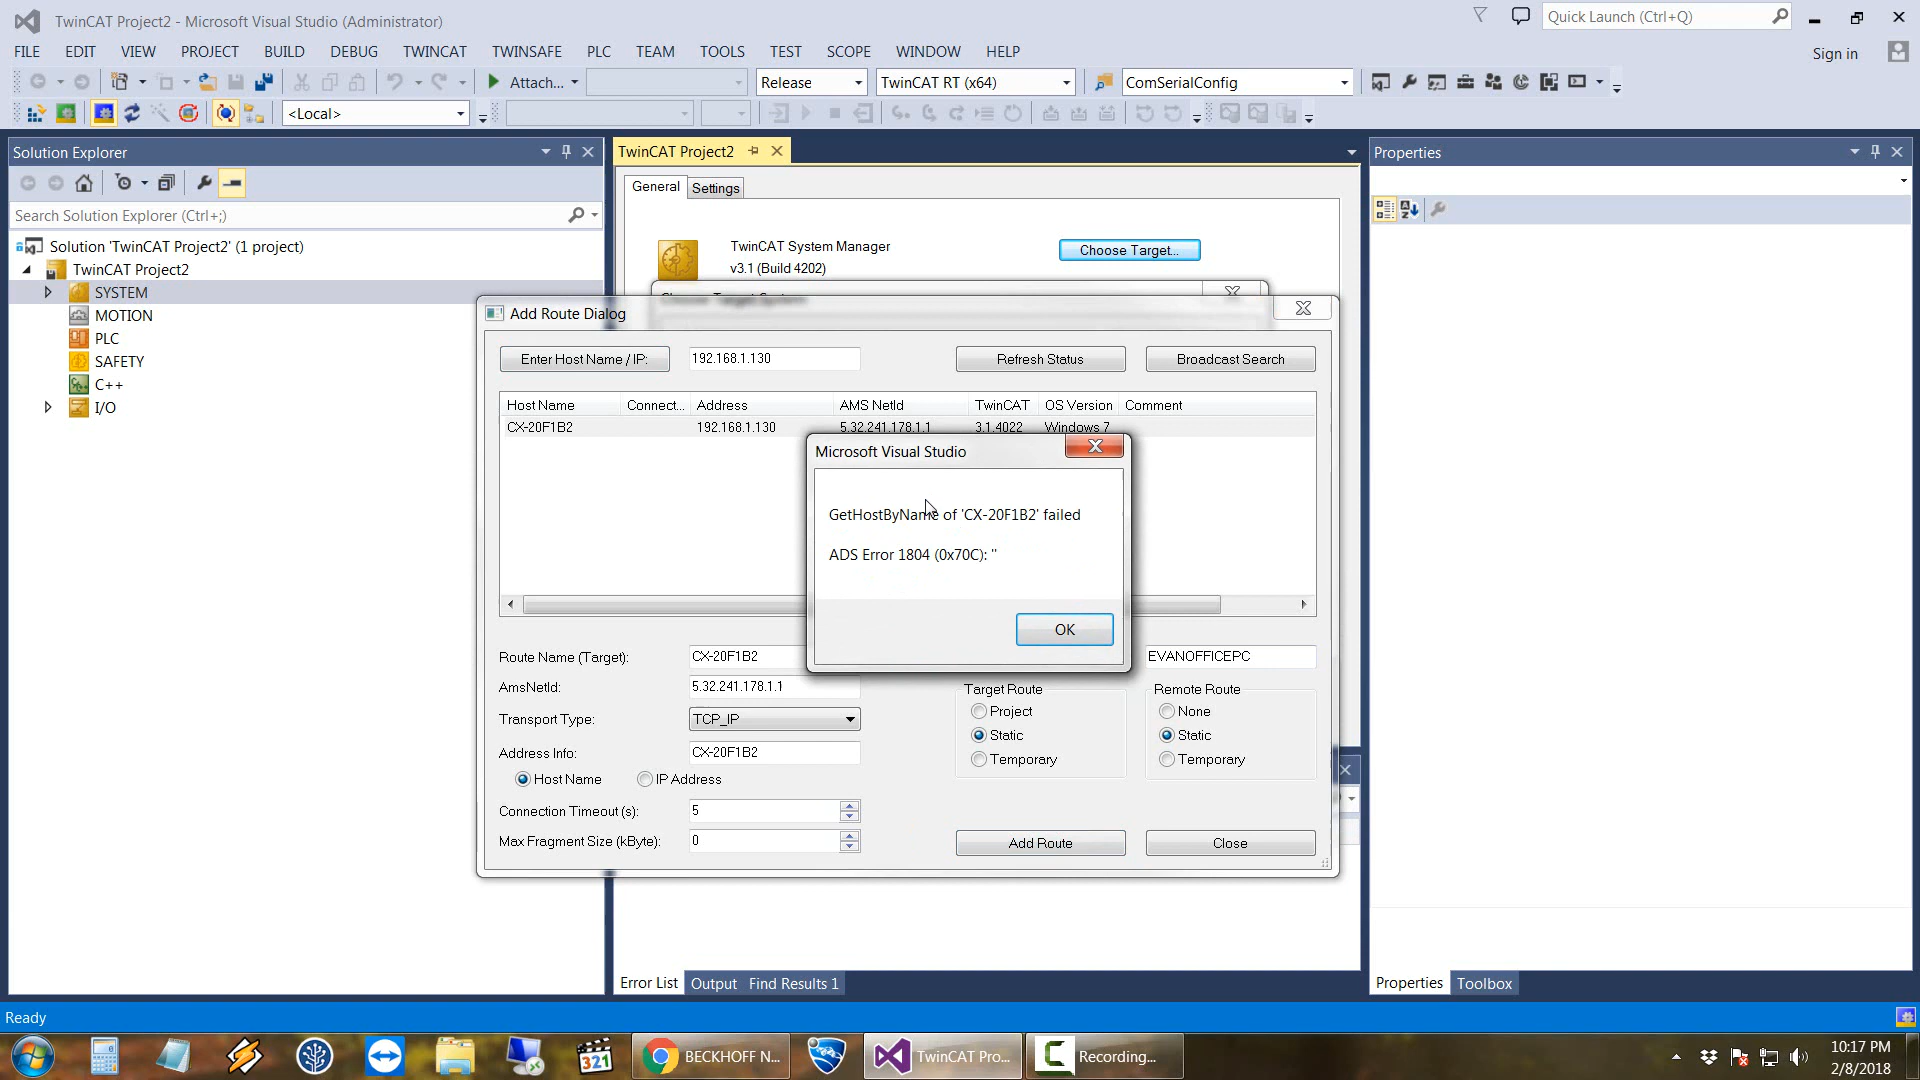 TwinCAT Project2 - Microsoft Visual Studio (Administrator)
Quick Launch (Ctrl+Q)
FILE EDIT VIEW PROJECT BUILD DEBUG TWINCAT TWINSAFE PLC TEAM TOOLS TEST SCOPE WINDOW HELP
Sign in
Attach... Release TwinCAT RT (x64) ComSerialConfig
<Local>
Solution Explorer
Search Solution Explorer (Ctrl+;)
Solution 'TwinCAT Project2' (1 project)
TwinCAT Project2
SYSTEM
MOTION
PLC
SAFETY
C++
I/O
TwinCAT Project2
General Settings
TwinCAT System Manager
v3.1 (Build 4202)
Choose Target...
Choose Target System
Add Route Dialog
Enter Host Name / IP: 192.168.1.130 Refresh Status Broadcast Search
Host Name Connect... Address AMS NetId TwinCAT OS Version Comment
CX-20F1B2 192.168.1.130 5.32.241.178.1.1 3.1.4022 Windows 7
Microsoft Visual Studio
GetHostByName of 'CX-20F1B2' failed
ADS Error 1804 (0x70C): ''
OK
Route Name (Target): CX-20F1B2 EVANOFFICEPC
AmsNetId: 5.32.241.178.1.1
Transport Type: TCP_IP
Address Info: CX-20F1B2
Host Name IP Address
Connection Timeout (s): 5
Max Fragment Size (kByte): 0
Target Route
Project
Static
Temporary
Remote Route
None
Static
Temporary
Add Route Close
Error List Output Find Results 1
Properties
Properties Toolbox
Ready
321
BECKHOFF N...
TwinCAT Pro...
Recording...
10:17 PM
2/8/2018